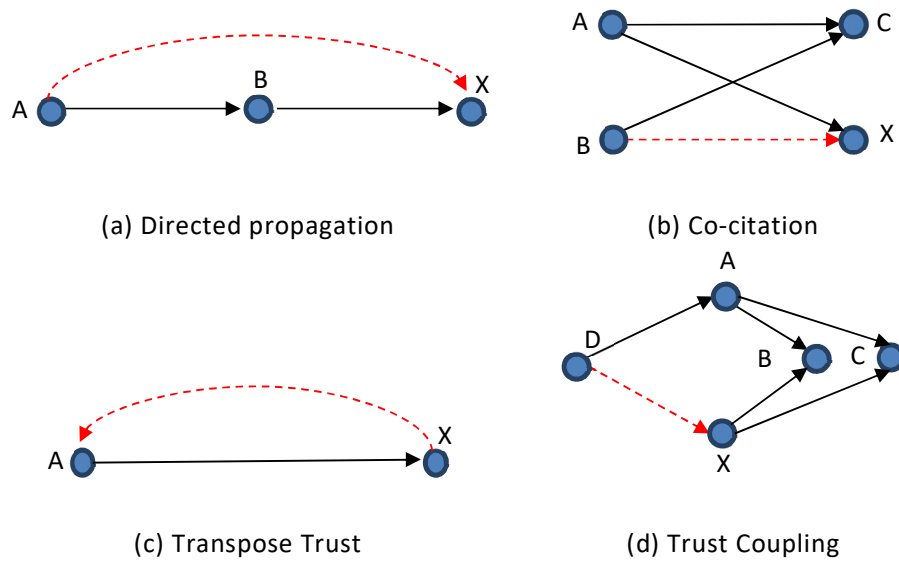 B
X
A
(a) Directed propagation
A
C
B
X
(b) Co-citation
X
A
(c) Transpose Trust
A
D
B
C
X
(d) Trust Coupling